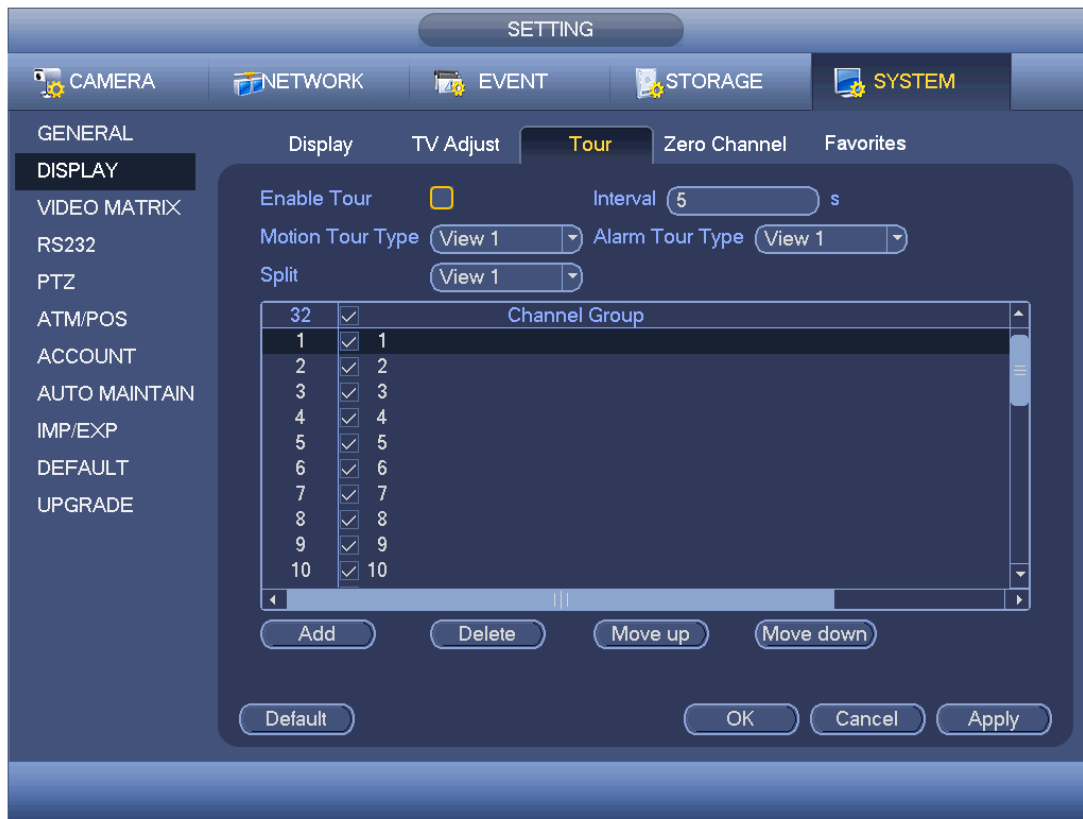 SETTING
CAMERA NETWORK EVENT STORAGE SYSTEM
GENERAL
DISPLAY
VIDEO MATRIX
RS232
PTZ
ATM/POS
ACCOUNT
AUTO MAINTAIN
IMP/EXP
DEFAULT
UPGRADE
Display TV Adjust Tour Zero Channel Favorites
Enable Tour Interval 5 s
Motion Tour Type View 1 Alarm Tour Type View 1
Split View 1
32 Channel Group
1 1
2 2
3 3
4 4
5 5
6 6
7 7
8 8
9 9
10 10
Add Delete Move up Move down
Default OK Cancel Apply